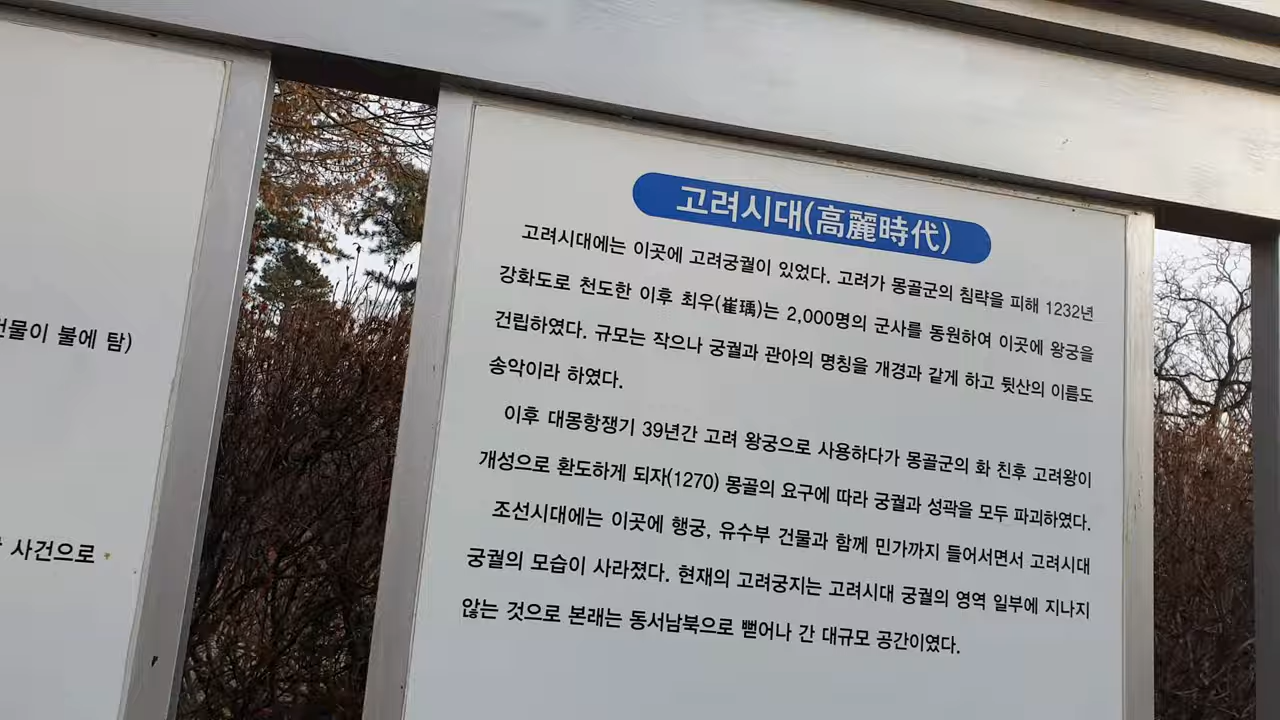 건물이 불에 탐)
사건으로
고려시대(高麗時代)
고려시대에는 이곳에 고려궁궐이 있었다. 고려가 몽골군의 침략을 피해 1232년
강화도로 천도한 이후 최우(崔瑀)는 2,000명의 군사를 동원하여 이곳에 왕궁을
건립하였다. 규모는 작으나 궁궐과 관아의 명칭을 개경과 같게 하고 뒷산의 이름도
송악이라 하였다.
이후 대몽항쟁기 39년간 고려 왕궁으로 사용하다가 몽골군의 화 친후 고려왕이
개성으로 환도하게 되자(1270) 몽골의 요구에 따라 궁궐과 성곽을 모두 파괴하였다.
조선시대에는 이곳에 행궁, 유수부 건물과 함께 민가까지 들어서면서 고려시대
궁궐의 모습이 사라졌다. 현재의 고려궁지는 고려시대 궁궐의 영역 일부에 지나지
않는 것으로 본래는 동서남북으로 뻗어나 간 대규모 공간이였다.